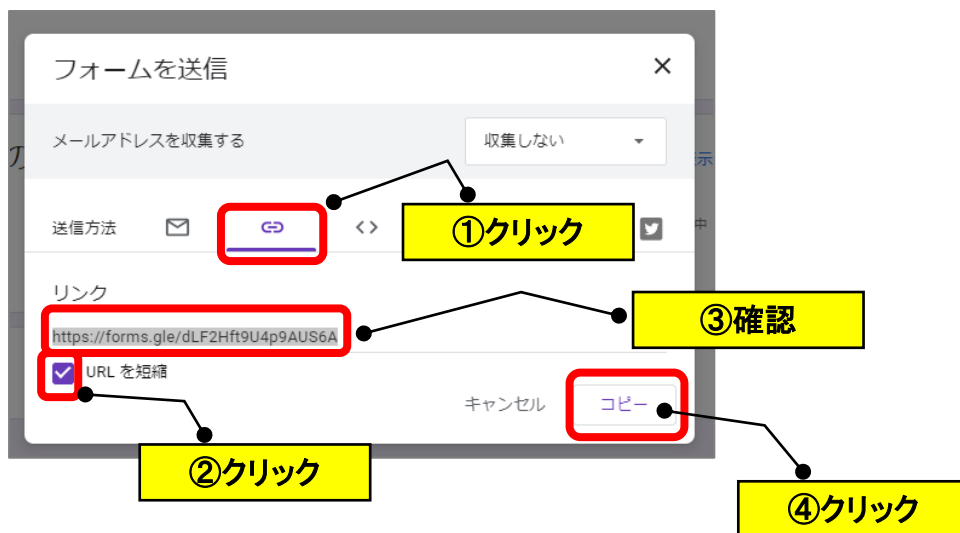 フォームを送信
メールアドレスを収集する
収集しない
の
示
送信方法
①クリック
中
リンク
https://forms.gle/dLF2Hft9U4p9AUS6A
③確認
URL を短縮
キャンセル
コピー
②クリック
④クリック